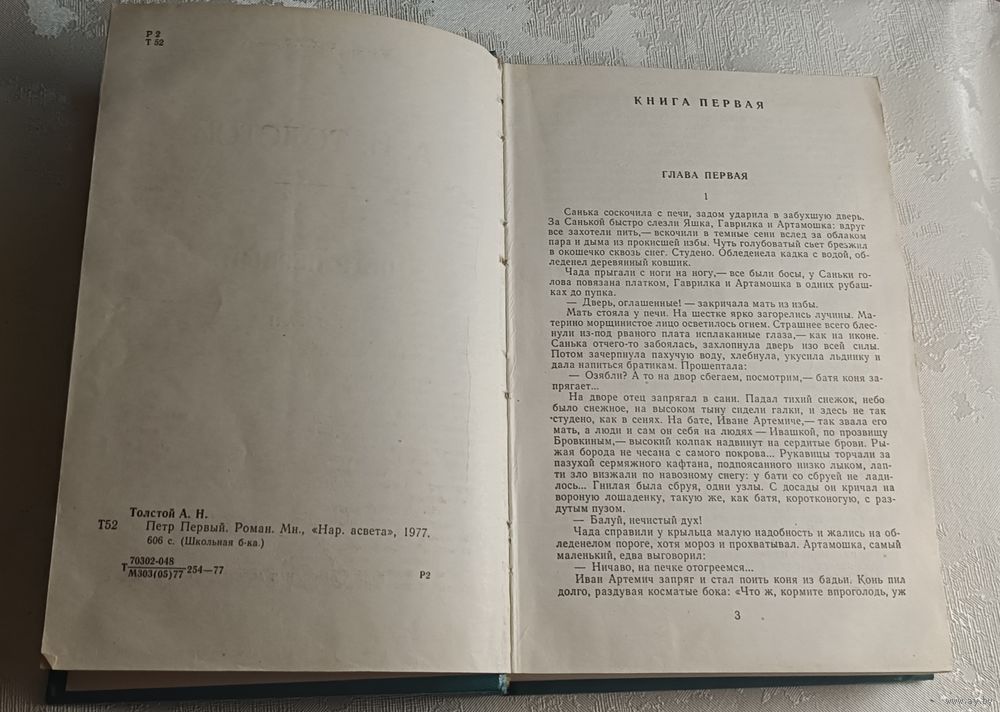 Р2
Т 52
Толстой А. Н.
Т52
Петр Первый. Роман. Мн., «Нар. асвета», 1977.
606 с. (Школьная б-ка.)
Т 70302-048 254—77
М303(05)77
Р2
КНИГА ПЕРВАЯ
ГЛАВА ПЕРВАЯ
1
Санька соскочила с печи, задом ударила в забухшую дверь.
За Санькой быстро слезли Яшка, Гаврилка и Артамошка: вдруг
все захотели пить,— вскочили в темные сени вслед за облаком
пара и дыма из прокисшей избы. Чуть голубоватый свет брезжил
в окошечко сквозь снег. Студено. Обледенела кадка с водой, об-
леденел деревянный ковшик.
Чада прыгали с ноги на ногу,— все были босы, у Саньки го-
лова повязана платком, Гаврилка и Артамошка в одних рубаш-
ках до пупка.
— Дверь, оглашенные! — закричала мать из избы.
Мать стояла у печи. На шестке ярко загорелись лучины. Ма-
терино морщинистое лицо осветилось огнем. Страшнее всего блес-
нули из-под рваного плата исплаканные глаза,— как на иконе.
Санька отчего-то забоялась, захлопнула дверь изо всей силы.
Потом зачерпнула пахучую воду, хлебнула, укусила льдинку и
дала напиться братикам. Прошептала:
— Озябли? А то на двор сбегаем, посмотрим,— батя коня за-
прягает...
На дворе отец запрягал в сани. Падал тихий снежок, небо
было снежное, на высоком тыну сидели галки, и здесь не так
студено, как в сенях. На бате, Иване Артемиче,— так звала его
мать, а люди и сам он себя на людях — Ивашкой, по прозвищу
Бровкиным,— высокий колпак надвинут на сердитые брови. Ры-
жая борода не чесана с самого покрова... Рукавицы торчали за
пазухой сермяжного кафтана, подпоясанного низко лыком, лап-
ти зло визжали по навозному снегу: у бати со сбруей не лади-
лось... Гнилая была сбруя, одни узлы. С досады он кричал на
вороную лошаденку, такую же, как батя, коротконогую, с раз-
дутым пузом.
— Балуй, нечистый дух!
Чада справили у крыльца малую надобность и жались на об-
леденелом пороге, хотя мороз и прохватывал. Артамошка, самый
маленький, едва выговорил:
— Ничаво, на печке отогреемся...
Иван Артемич запряг и стал поить коня из бадьи. Конь пил
долго, раздувая косматые бока: «Что ж, кормите впроголодь, уж
3